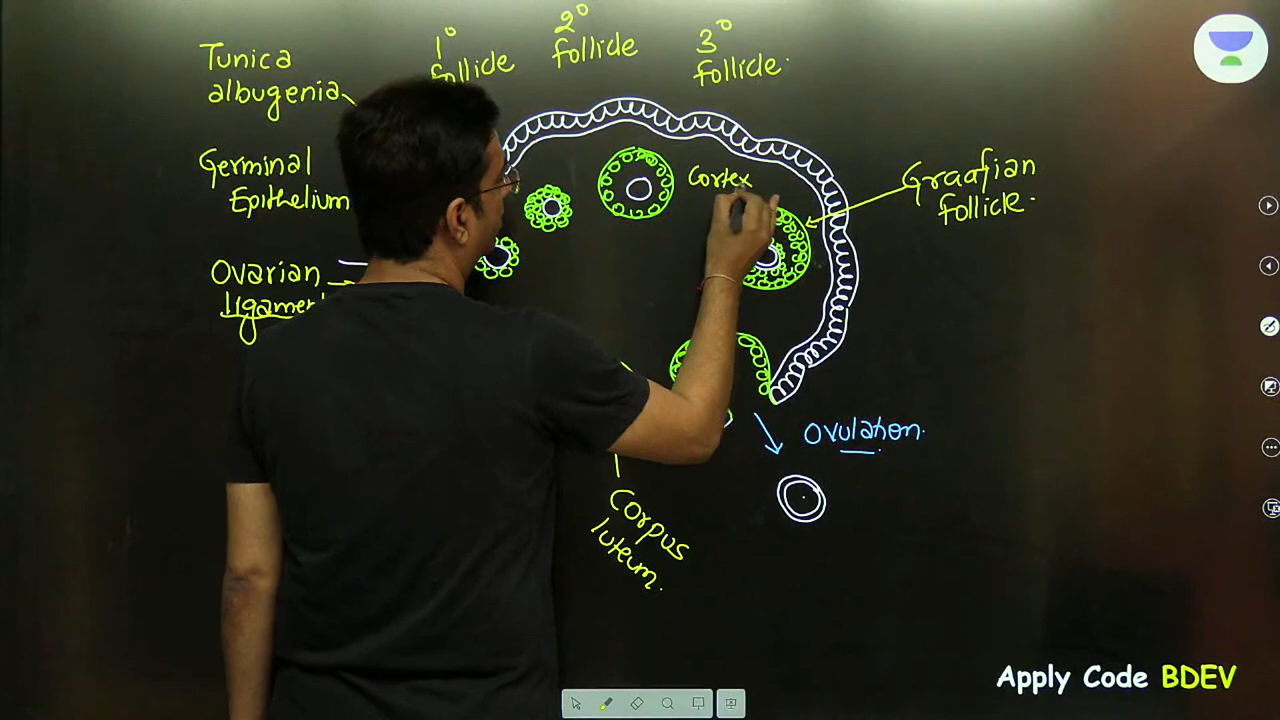 Tunica
albugenia
1° follicle
2° follicle
3° follicle.
Germinal
Epithelium
Ovarian
ligament
Cortex
Graafian
follicle.
Ovulation.
Corpus
luteum.
Apply Code BDEV